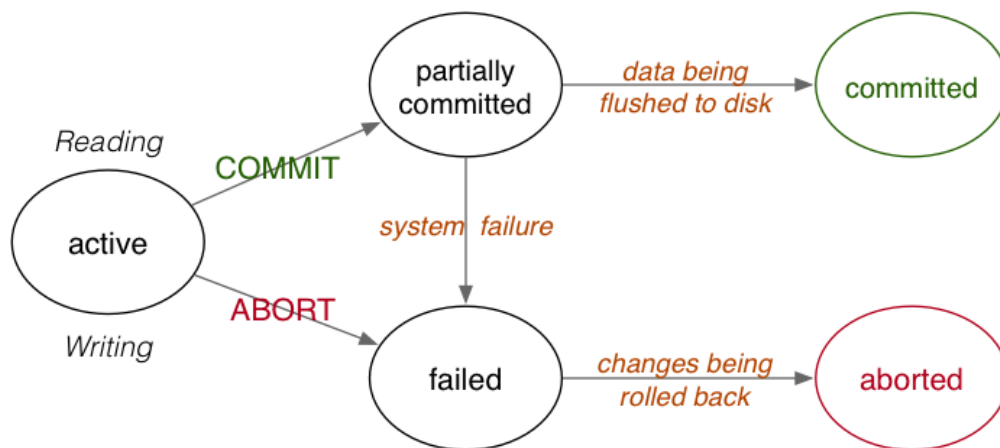 partially
committed
data being
flushed to disk
committed
Reading
COMMIT
active
system failure
ABORT
Writing
failed
changes being
rolled back
aborted